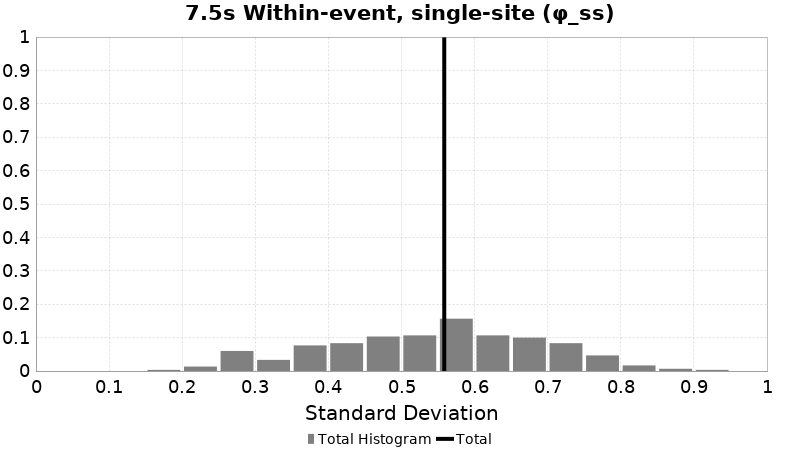 7.5s Within-event, single-site (φ_ss)
1
0.9
0.8
0.7
0.6
0.5
0.4
0.3
0.2
0.1
0
0 0.1 0.2 0.3 0.4 0.5 0.6 0.7 0.8 0.9 1
Standard Deviation
Total Histogram Total